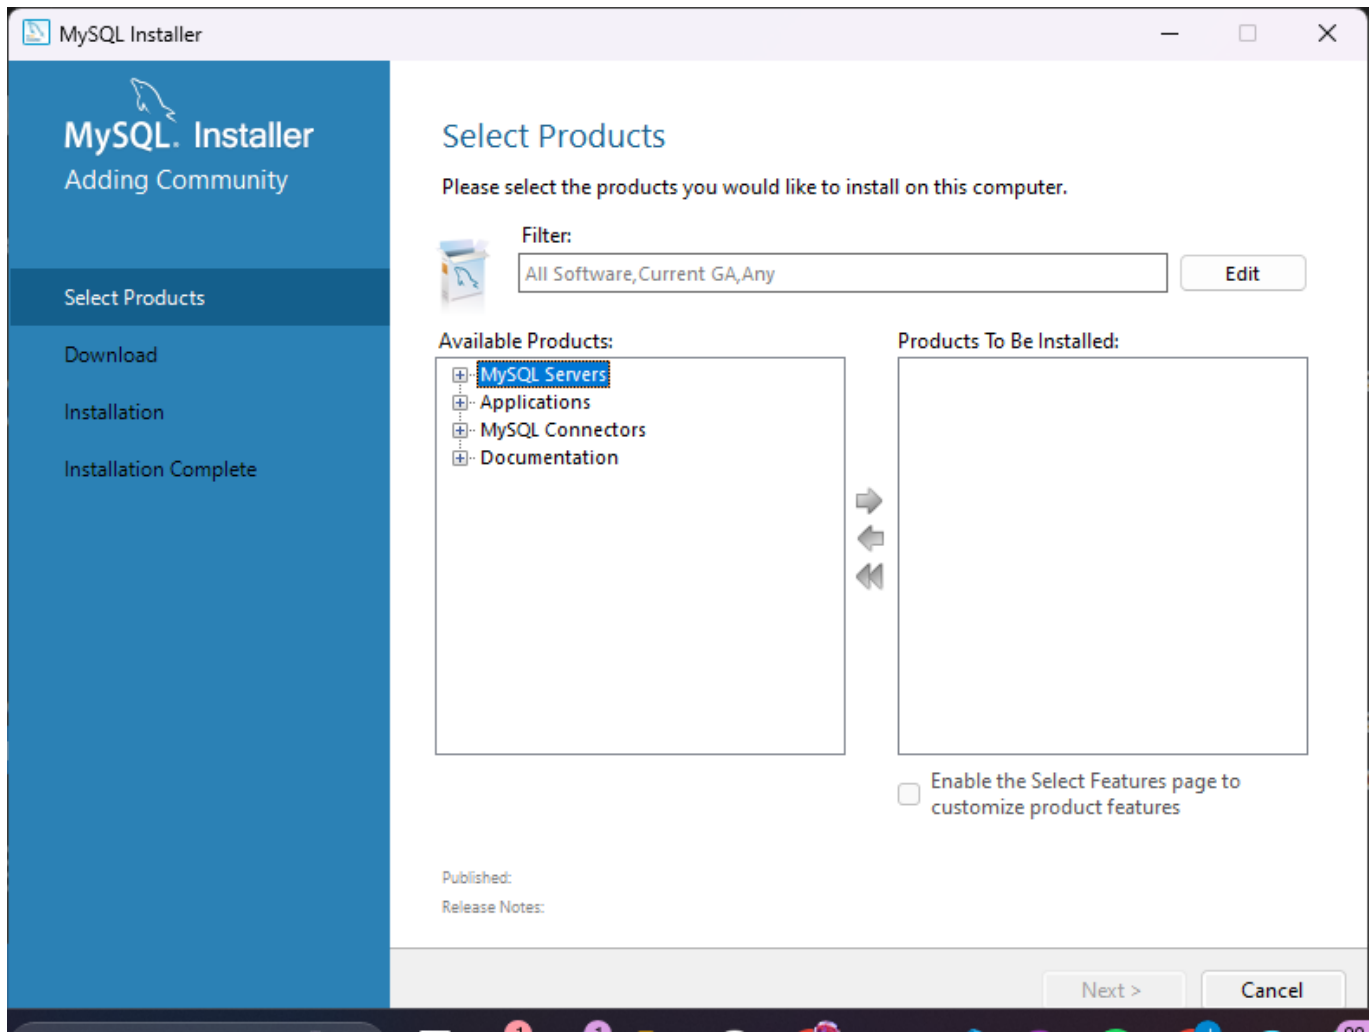 MySQL Installer
MySQL. Installer
Adding Community
Select Products
Download
Installation
Installation Complete
Select Products
Please select the products you would like to install on this computer.
Filter:
All Software,Current GA,Any
Edit
Available Products:
MySQL Servers
Applications
MySQL Connectors
Documentation
Products To Be Installed:
Enable the Select Features page to
customize product features
Published:
Release Notes:
Next >
Cancel